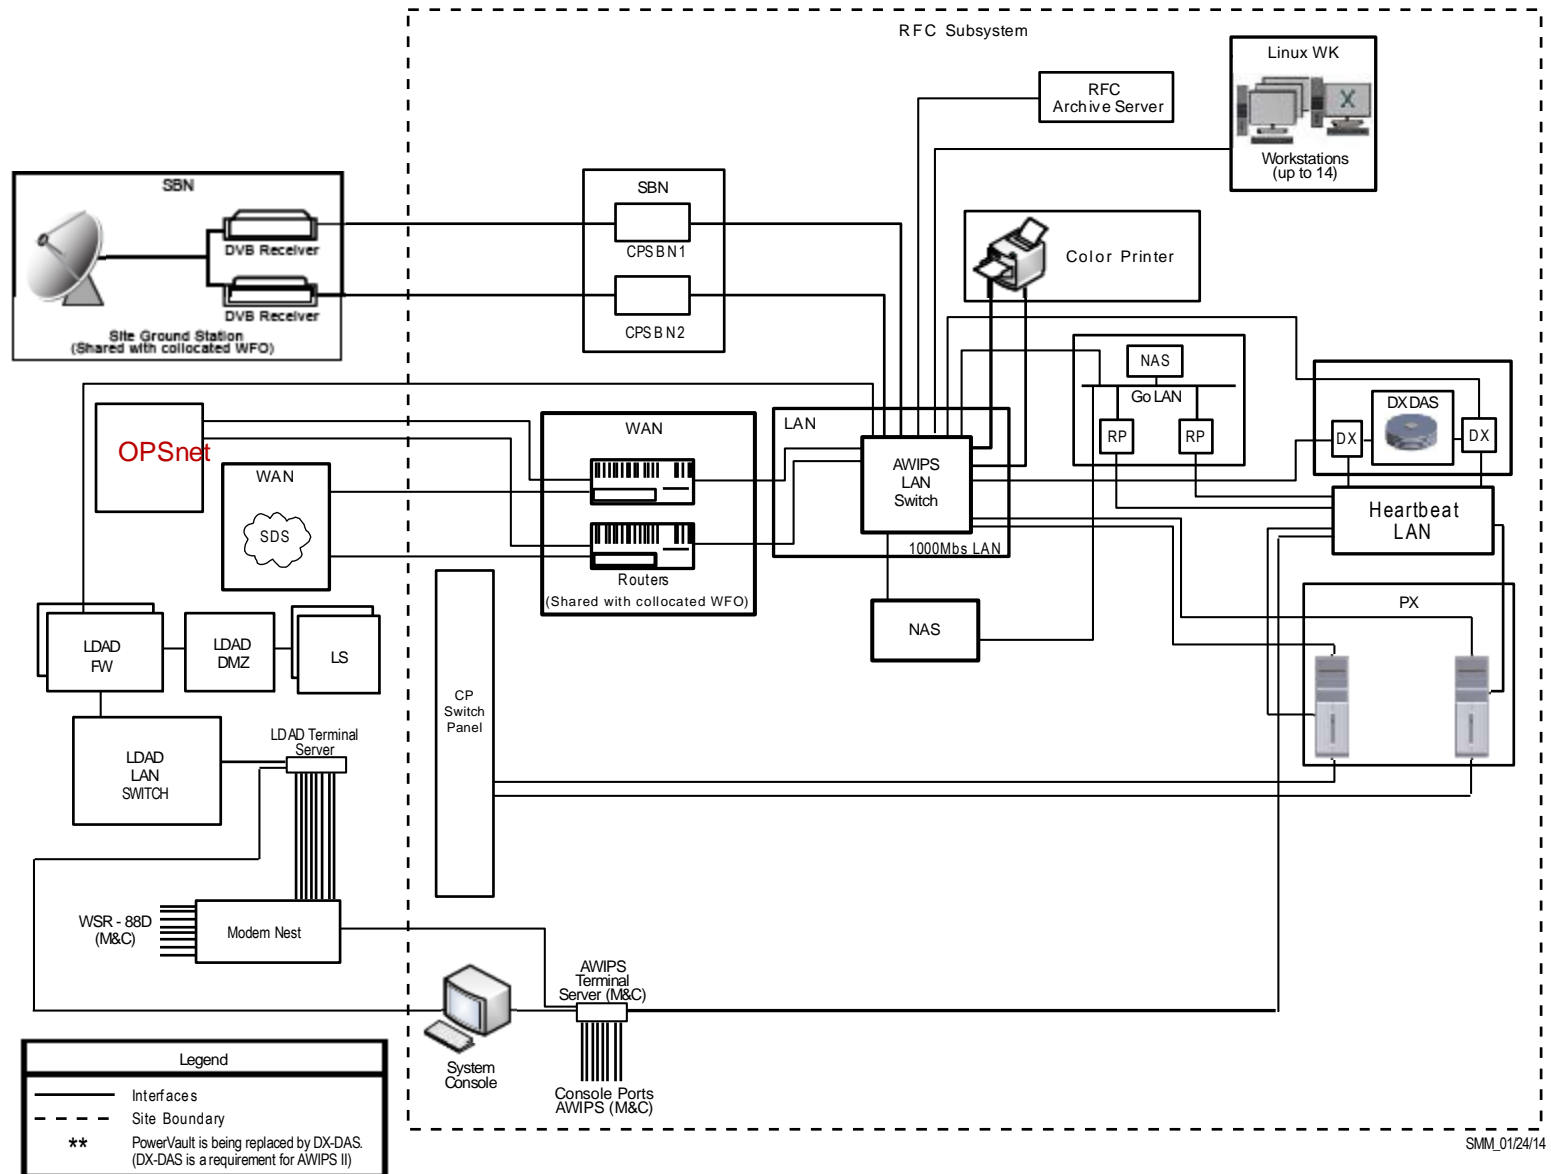 RFC Subsystem
Linux WK
Workstations
(up to 14)
RFC
Archive Server
SBN
DVB Receiver
DVB Receiver
Site Ground Station
(Shared with collocated WFO)
SBN
CPSBN1
CPSBN2
Color Printer
NAS
Go LAN
RP
RP
DX DAS
DX
DX
OPSnet
WAN
SDS
WAN
Routers
(Shared with collocated WFO)
LAN
AWIPS
LAN
Switch
1000Mbs LAN
Heartbeat
LAN
NAS
PX
LDAD
FW
LDAD
DMZ
LS
CP
Switch
Panel
LDAD
LAN
SWITCH
LDAD Terminal
Server
WSR - 88D
(M&C)
Modem Nest
System
Console
AWIPS
Terminal
Server (M&C)
Console Ports
AWIPS (M&C)
Legend
Interfaces
Site Boundary
** PowerVault is being replaced by DX-DAS.
(DX-DAS is a requirement for AWIPS II)
SMM_01/24/14